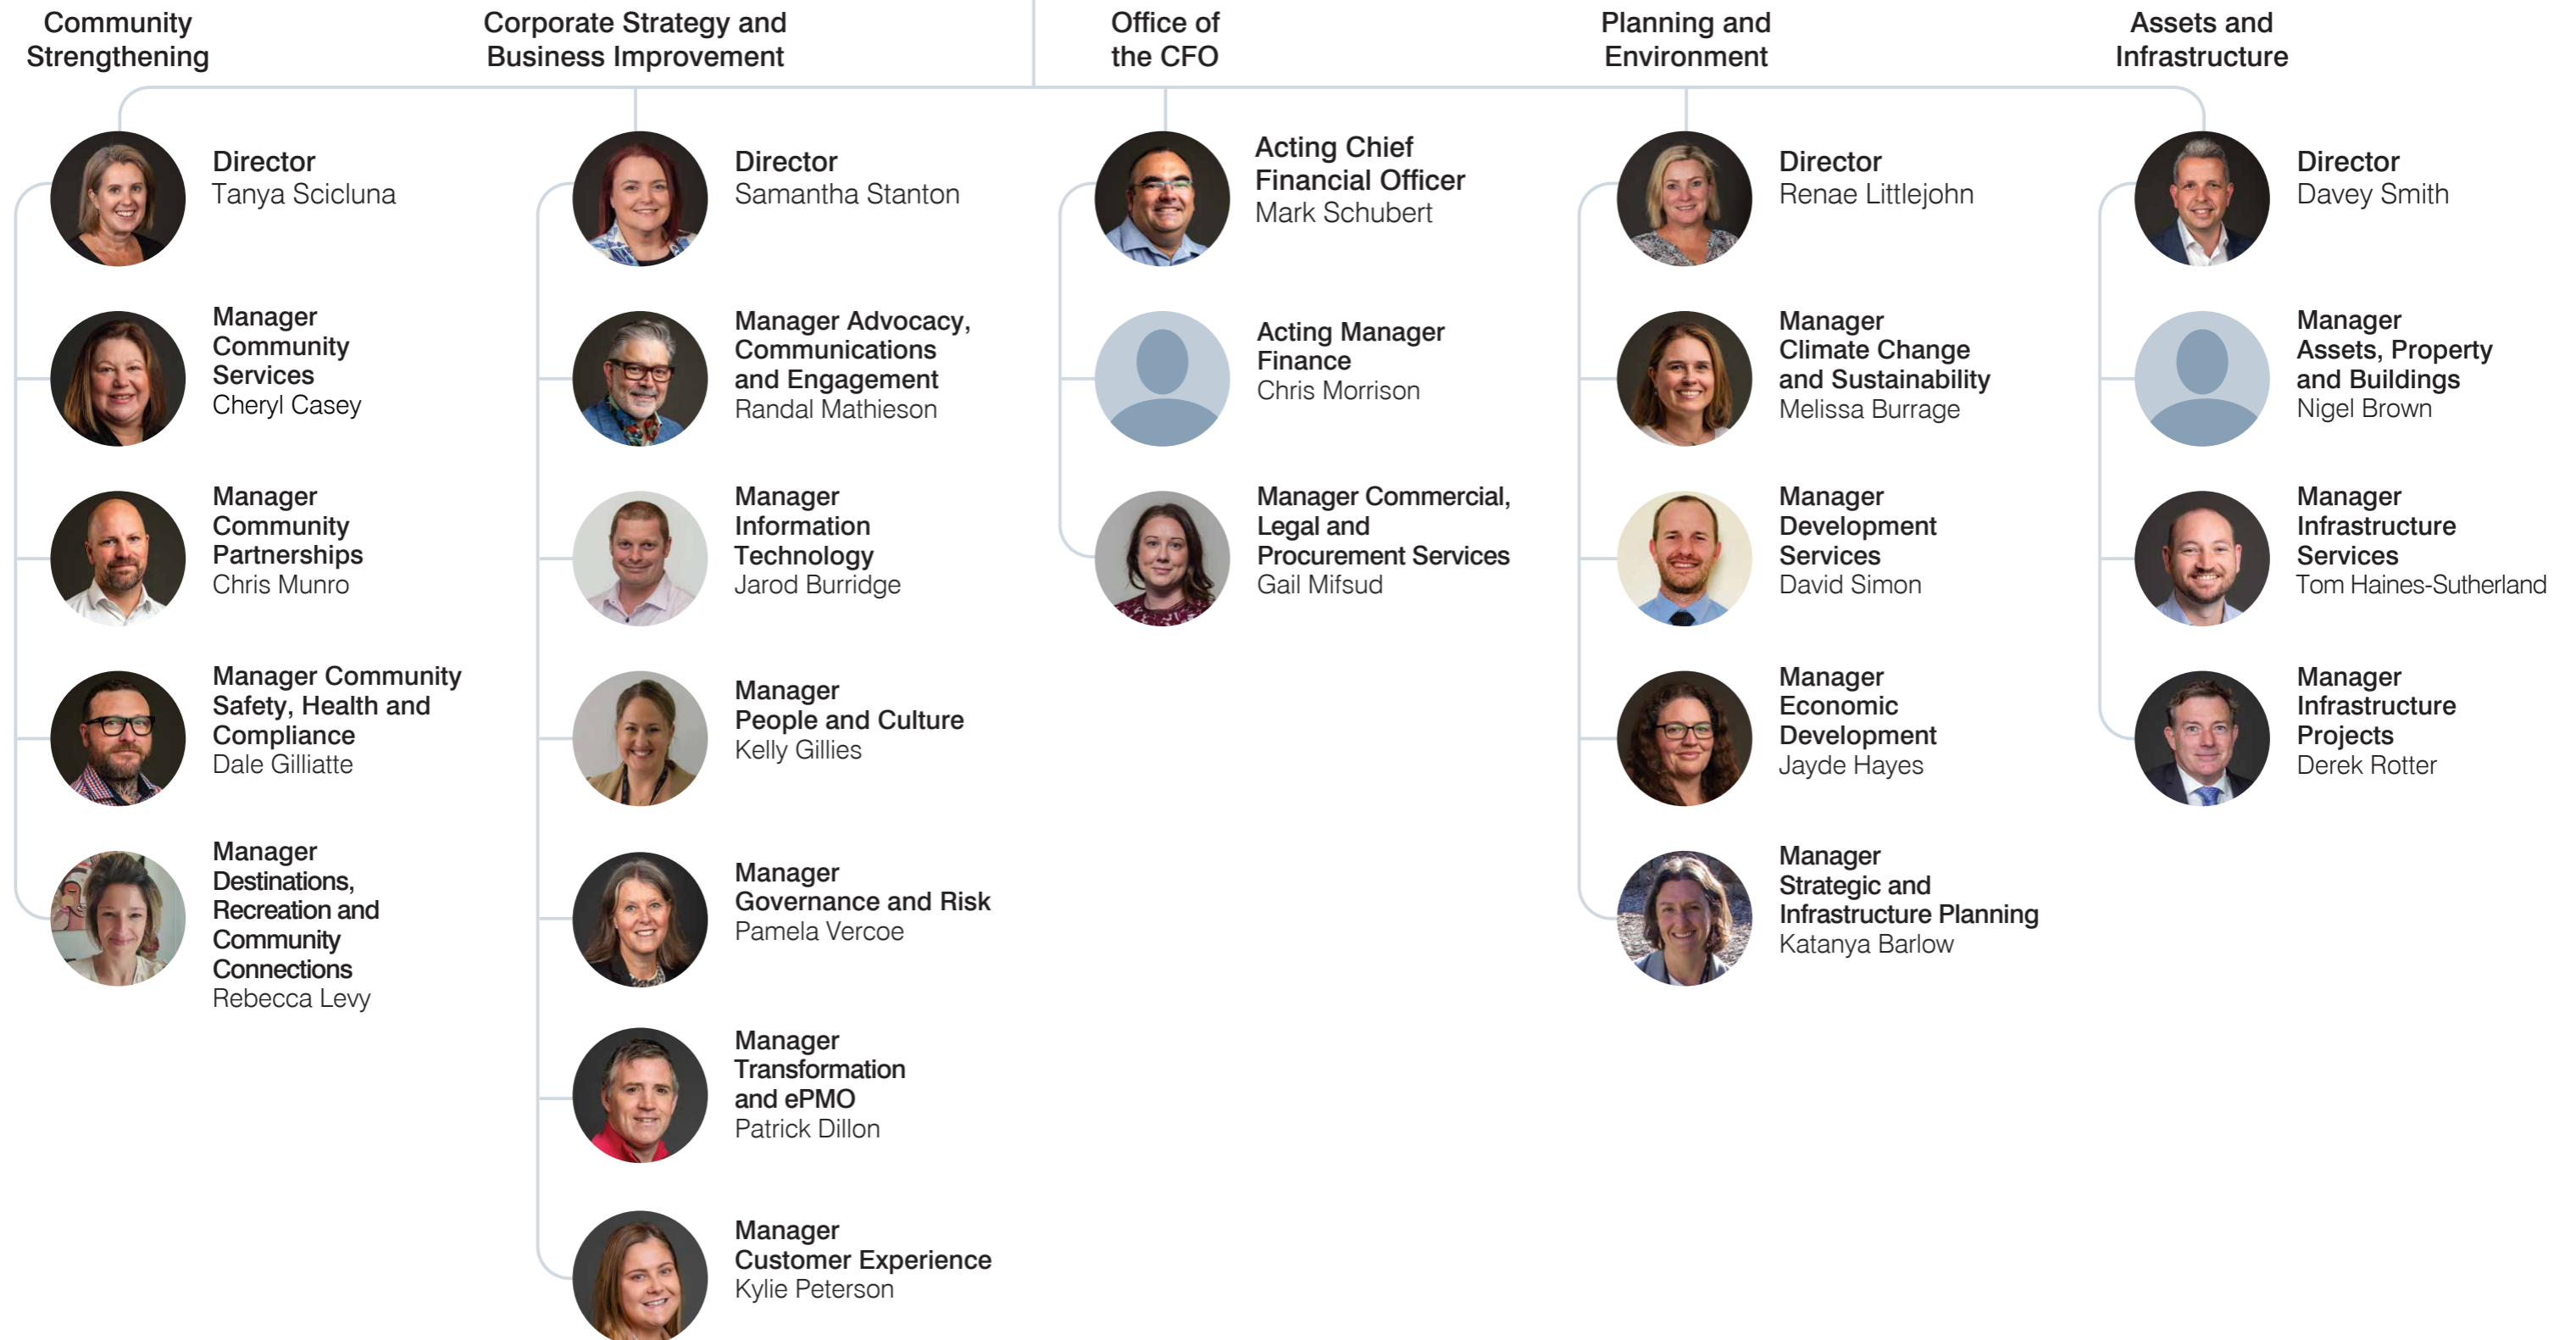 Community
Strengthening
Director
Tanya Scicluna
Manager
Community
Services
Cheryl Casey
Manager
Community
Partnerships
Chris Munro
Manager Community
Safety, Health and
Compliance
Dale Gilliatte
Manager
Destinations,
Recreation and
Community
Connections
Rebecca Levy
Corporate Strategy and
Business Improvement
Director
Samantha Stanton
Manager Advocacy,
Communications
and Engagement
Randal Mathieson
Manager
Information
Technology
Jarod Burridge
Manager
People and Culture
Kelly Gillies
Manager
Governance and Risk
Pamela Vercoe
Manager
Transformation
and ePMO
Patrick Dillon
Manager
Customer Experience
Kylie Peterson
Office of
the CFO
Acting Chief
Financial Officer
Mark Schubert
Acting Manager
Finance
Chris Morrison
Manager Commercial,
Legal and
Procurement Services
Gail Mifsud
Planning and
Environment
Director
Renae Littlejohn
Manager
Climate Change
and Sustainability
Melissa Burrage
Manager
Development
Services
David Simon
Manager
Economic
Development
Jayde Hayes
Manager
Strategic and
Infrastructure Planning
Katanya Barlow
Assets and
Infrastructure
Director
Davey Smith
Manager
Assets, Property
and Buildings
Nigel Brown
Manager
Infrastructure
Services
Tom Haines-Sutherland
Manager
Infrastructure
Projects
Derek Rotter